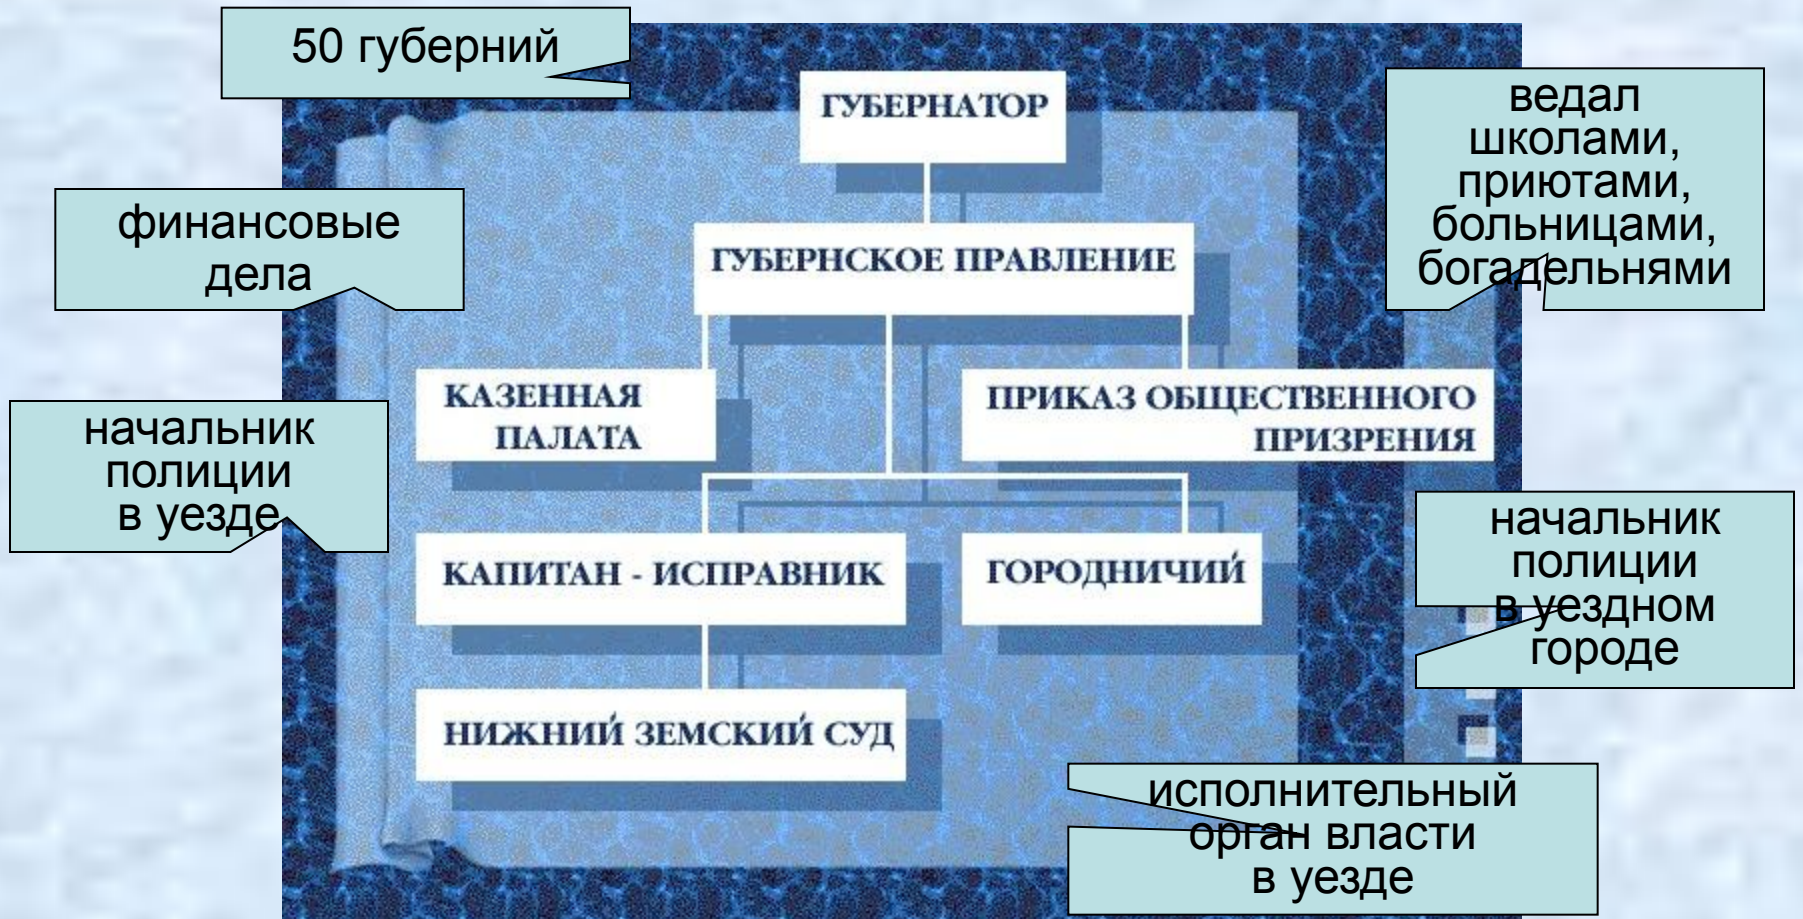 50 губерний
ГУБЕРНАТОР
ведал
школами,
приютами,
больницами,
богадельнями
финансовые
дела
ГУБЕРНСКОЕ ПРАВЛЕНИЕ
КАЗЕННАЯ
ПАЛАТА
ПРИКАЗ ОБЩЕСТВЕННОГО
ПРИЗРЕНИЯ
начальник
полиции
в уезде
КАПИТАН - ИСПРАВНИК
ГОРОДНИЧИЙ
начальник
полиции
в уездном
городе
НИЖНИЙ ЗЕМСКИЙ СУД
исполнительный
орган власти
в уезде